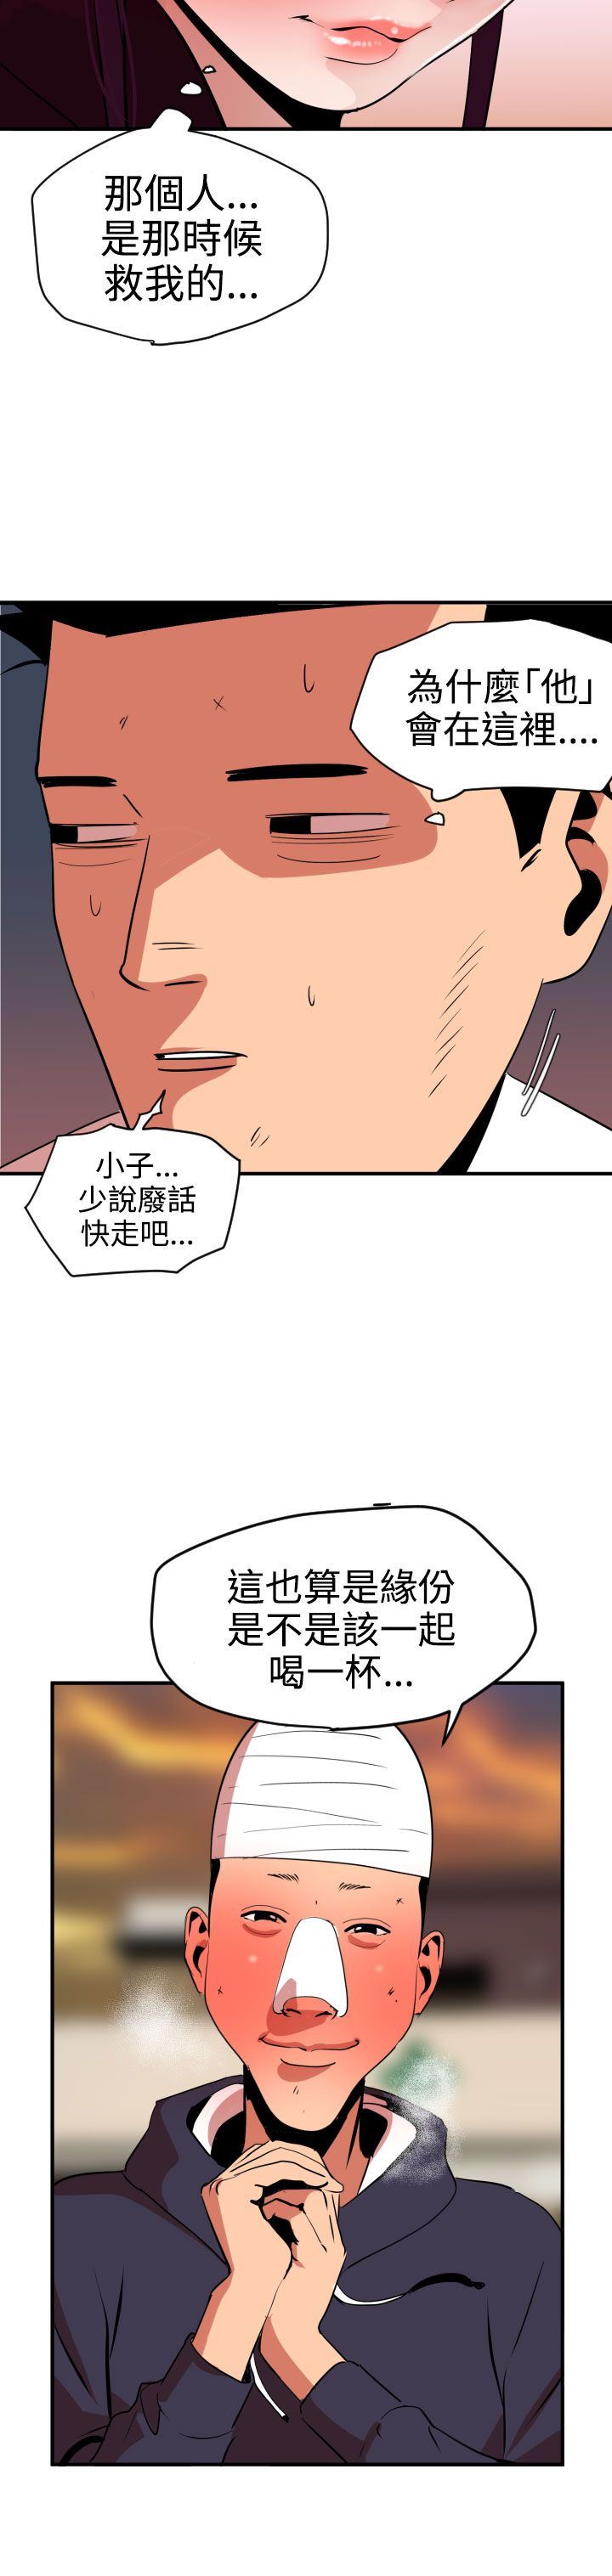 那個人...
是那時候
救我的...
為什麼「他」
會在這裡....
小子...
少說廢話
快走吧...
這也算是緣份
是不是該一起
喝一杯...